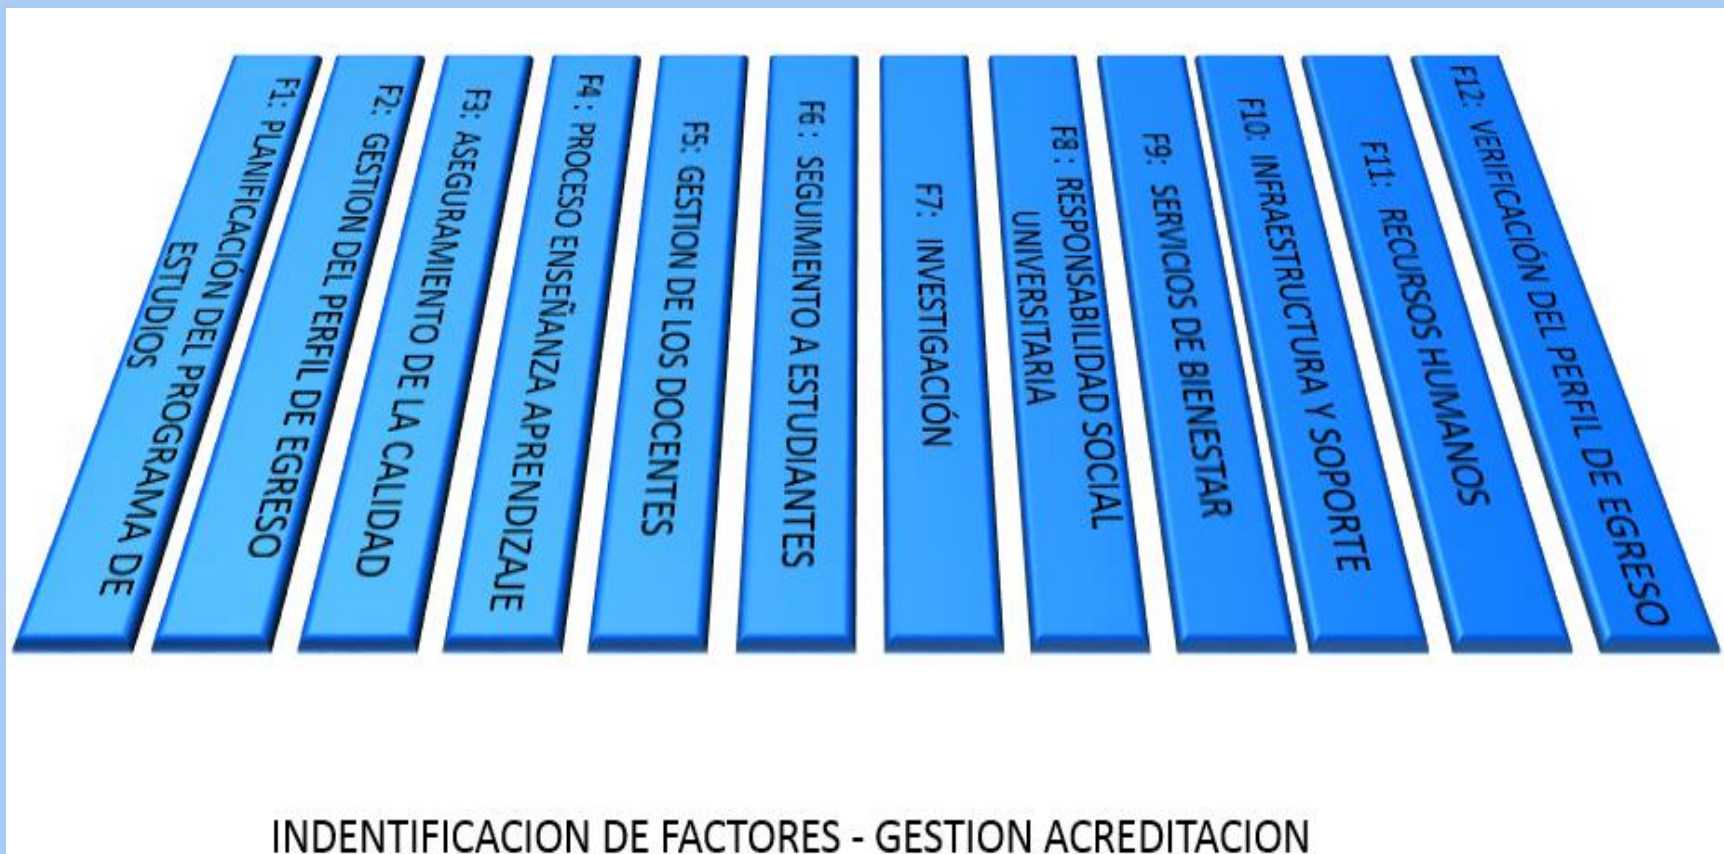 F1: PLANIFICACIÓN DEL PROGRAMA DE
ESTUDIOS
F2: GESTION DEL PERFIL DE EGRESO
F3: ASEGURAMIENTO DE LA CALIDAD
F4 : PROCESO ENSEÑANZA APRENDIZAJE
F5: GESTION DE LOS DOCENTES
F6 : SEGUIMIENTO A ESTUDIANTES
F7: INVESTIGACIÓN
F8 : RESPONSABILIDAD SOCIAL
UNIVERSITARIA
F9: SERVICIOS DE BIENESTAR
F10: INFRAESTRUCTURA Y SOPORTE
F11: RECURSOS HUMANOS
F12: VERIFICACIÓN DEL PERFIL DE EGRESO
INDENTIFICACION DE FACTORES - GESTION ACREDITACION